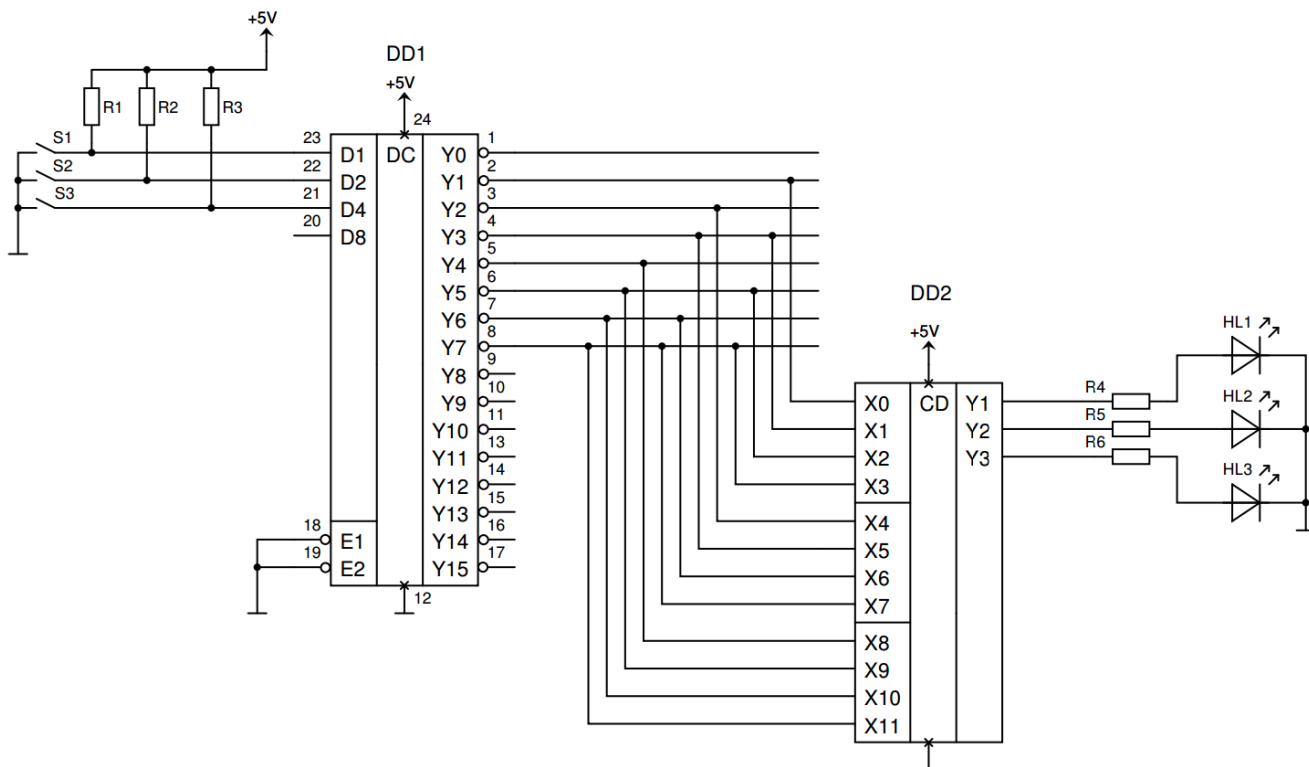 +5V
R1
R2
R3
S1
S2
S3
DD1
+5V
24
DC
23
D1
22
D2
21
D4
20
D8
18
E1
19
E2
12
1
Y0
2
Y1
3
Y2
4
Y3
5
Y4
6
Y5
7
Y6
8
Y7
9
Y8
10
Y9
11
Y10
13
Y11
14
Y12
15
Y13
16
Y14
17
Y15
DD2
+5V
CD
X0
X1
X2
X3
X4
X5
X6
X7
X8
X9
X10
X11
Y1
Y2
Y3
R4
R5
R6
HL1
HL2
HL3